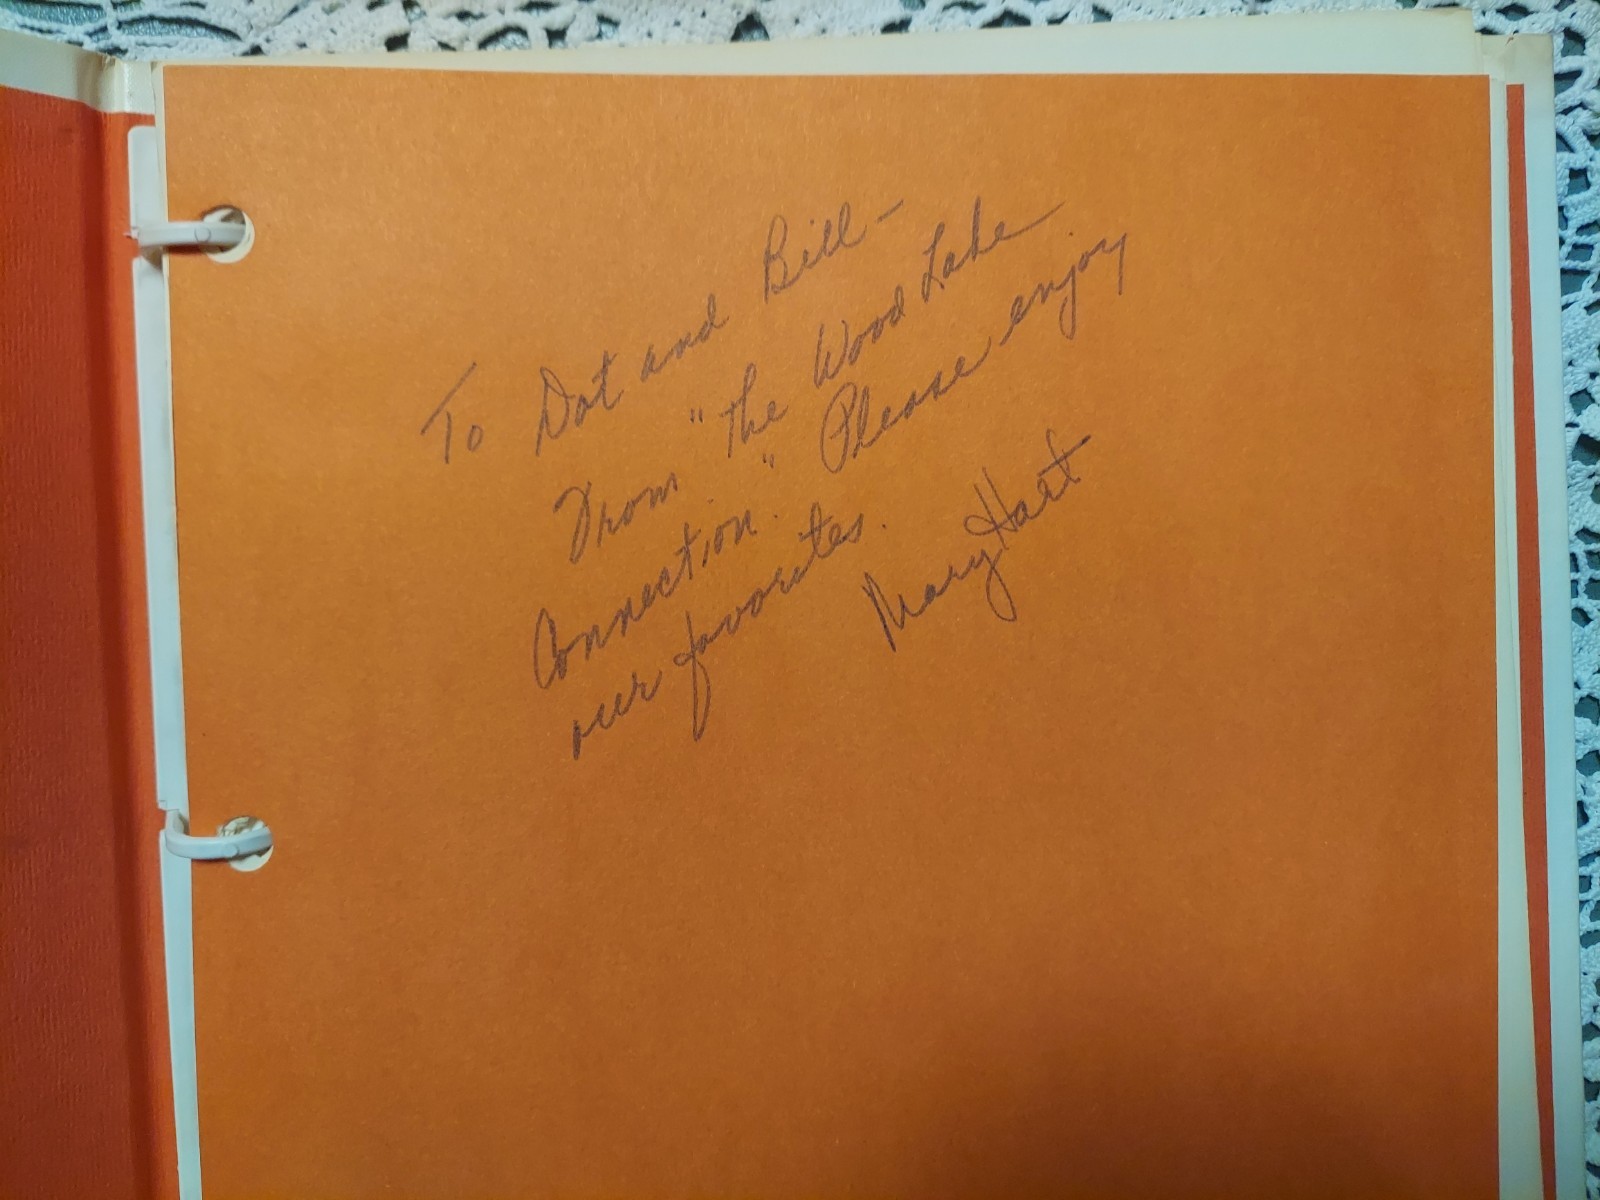 To Dot and Bill -
From "The Wood Lake
Connection." Please enjoy
our favorites.
Mary Hart